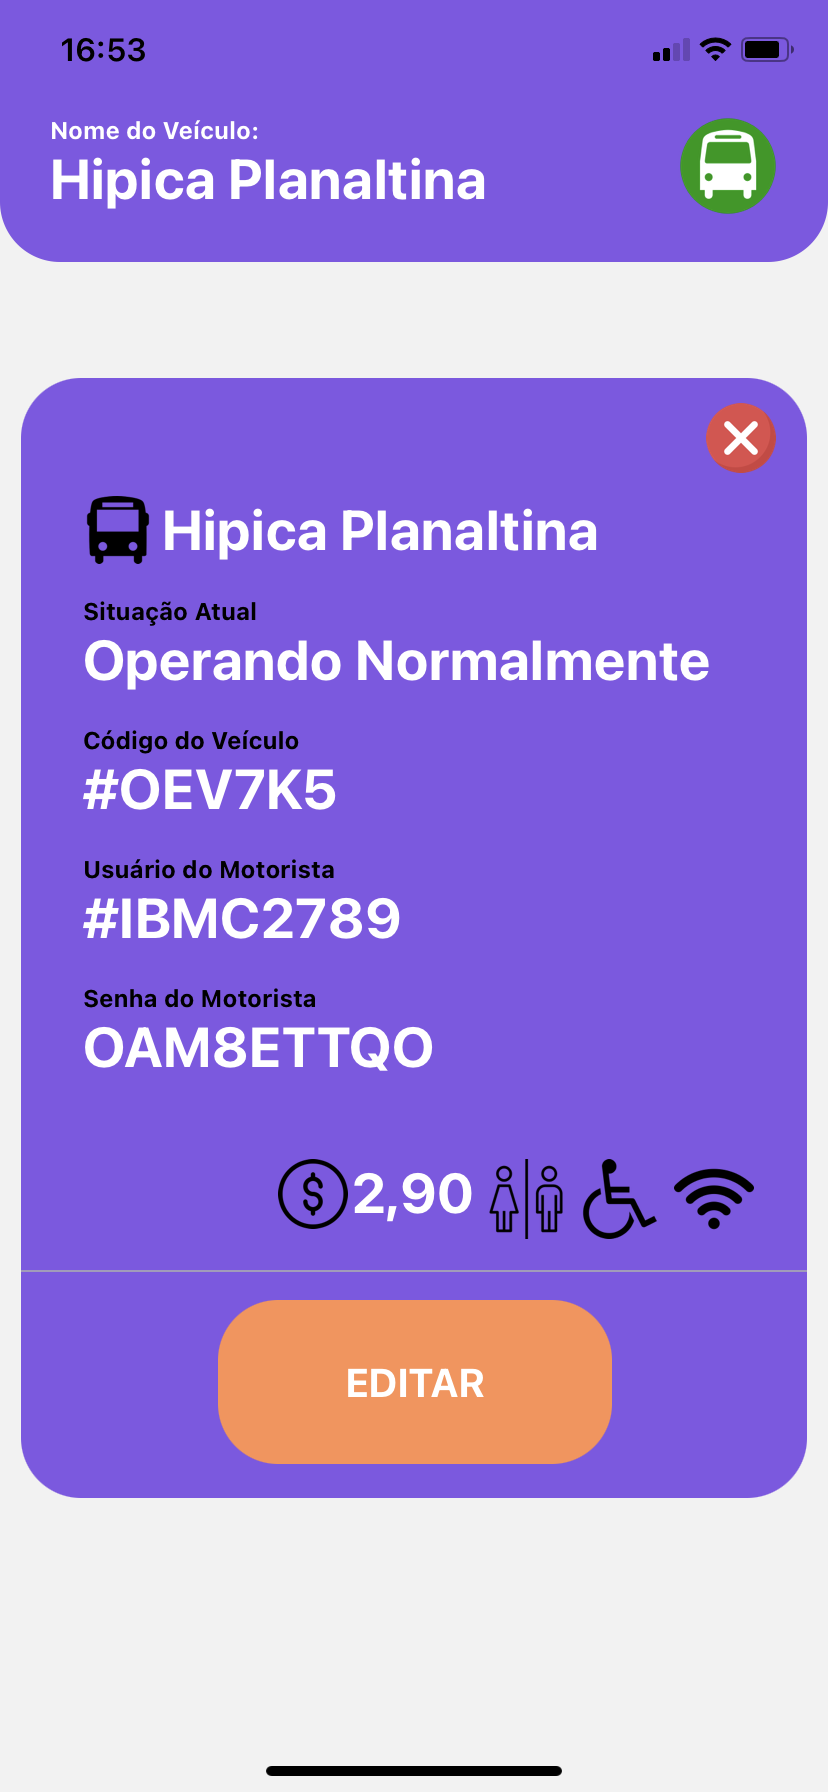 16:53
Nome do Veículo:
Hipica Planaltina
Hipica Planaltina
Situação Atual
Operando Normalmente
Código do Veículo
#OEV7K5
Usuário do Motorista
#IBMC2789
Senha do Motorista
OAM8ETTQO
$ 2,90
EDITAR